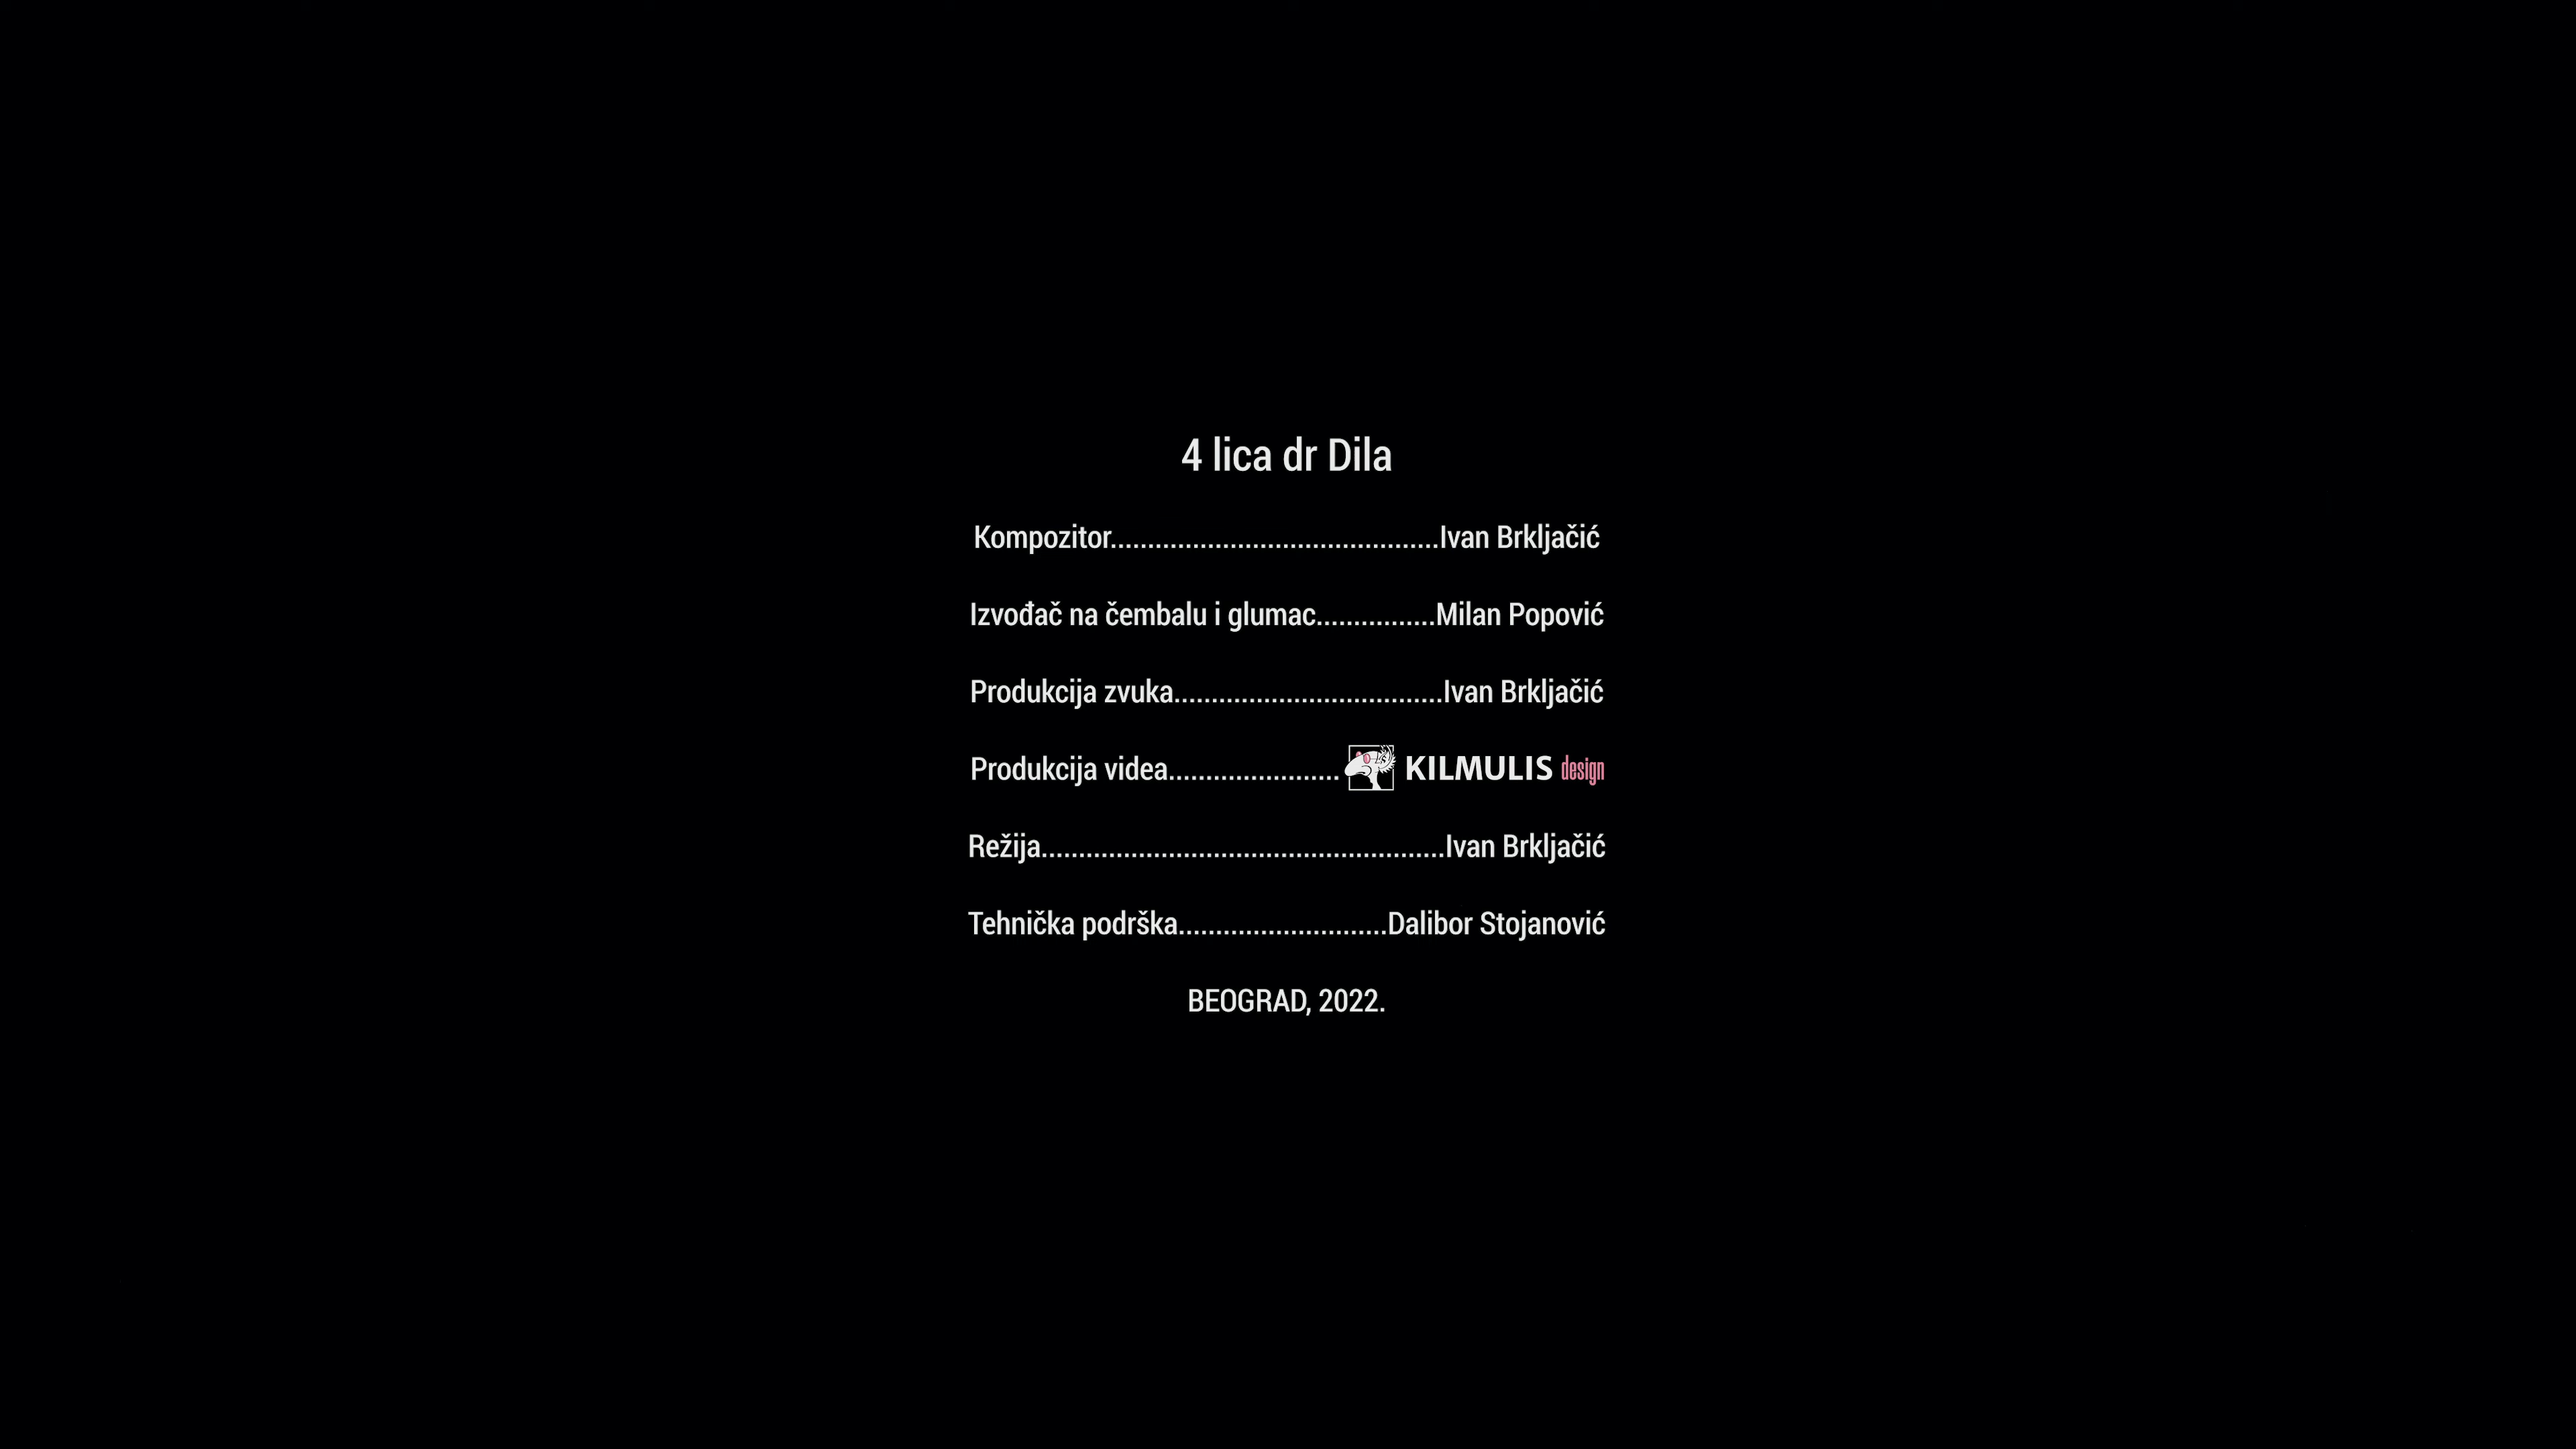 4 lica dr Dila
Kompozitor............................................Ivan Brkljačić
Izvođač na čembalu i glumac................Milan Popović
Produkcija zvuka....................................Ivan Brkljačić
Produkcija videa....................... KILMULIS design
Režija......................................................Ivan Brkljačić
Tehnička podrška............................Dalibor Stojanović
BEOGRAD, 2022.